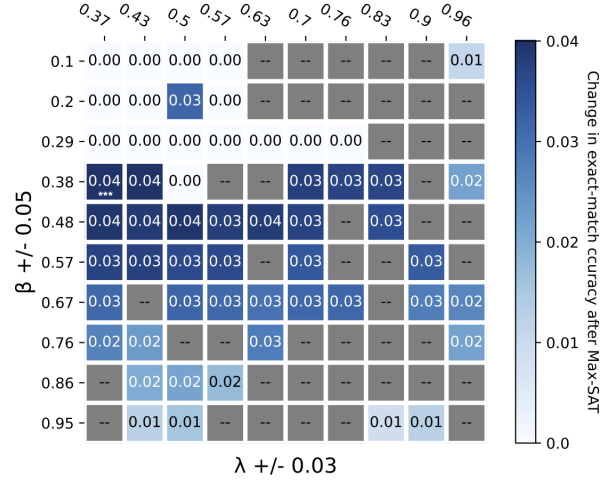 0.37 0.43 0.5 0.57 0.63 0.7 0.76 0.83 0.9 0.96
0.1 0.00 0.00 0.00 0.00 -- -- -- -- -- 0.01
0.2 0.00 0.00 0.03 0.00 -- -- -- -- -- --
0.29 0.00 0.00 0.00 0.00 0.00 0.00 0.00 -- -- --
0.38 0.04 0.04 0.00 -- -- 0.03 0.03 0.03 -- 0.02
***
0.48 0.04 0.04 0.04 0.03 0.04 0.03 -- 0.03 -- --
0.57 0.03 0.03 0.03 0.03 -- 0.03 -- -- 0.03 --
0.67 0.03 -- 0.03 0.03 0.03 0.03 0.03 -- 0.03 0.02
0.76 0.02 0.02 -- -- 0.03 -- -- -- -- 0.02
0.86 -- 0.02 0.02 0.02 -- -- -- -- -- --
0.95 -- 0.01 0.01 -- -- -- -- 0.01 0.01 --
β +/- 0.05
λ +/- 0.03
0.04
0.03
0.02
0.01
0.0
Change in exact-match ccuracy after Max-SAT